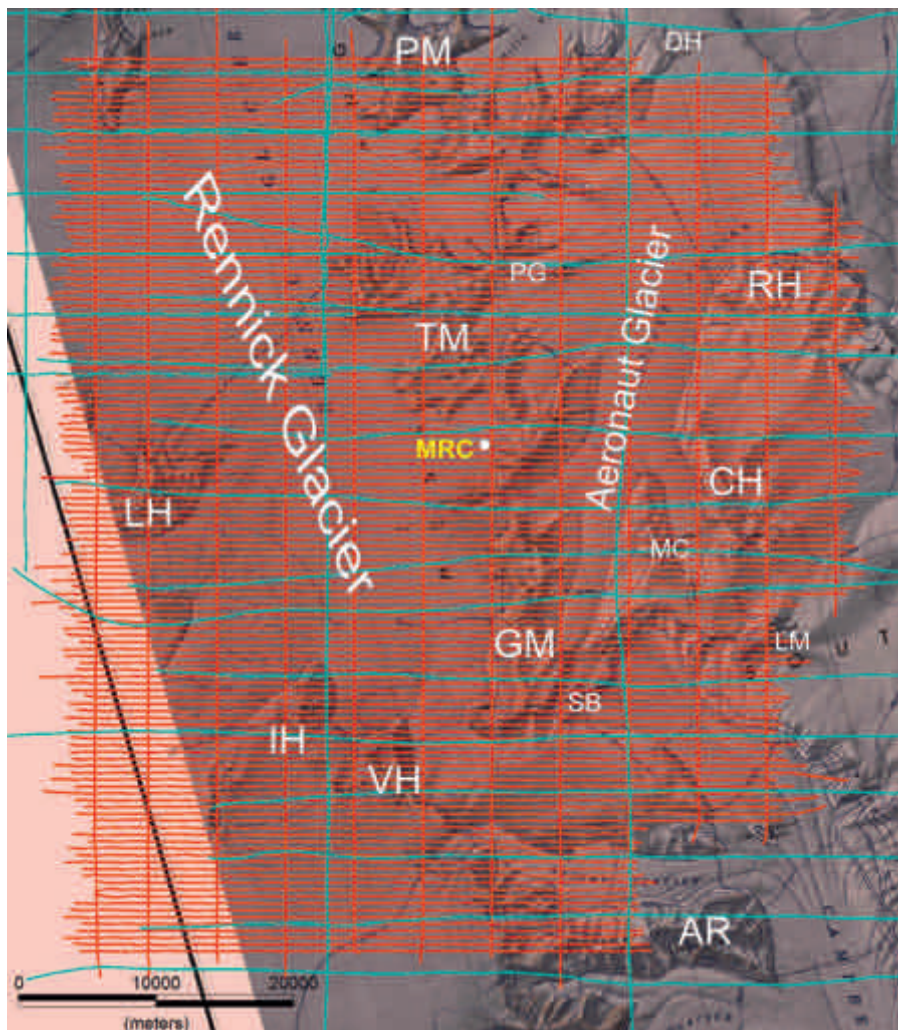 PM
DH
Rennick Glacier
PG
RH
TM
Aeronaut Glacier
MRC
CH
LH
MC
GM
LM
SB
IH
VH
AR
0 10000 20000
(meters)